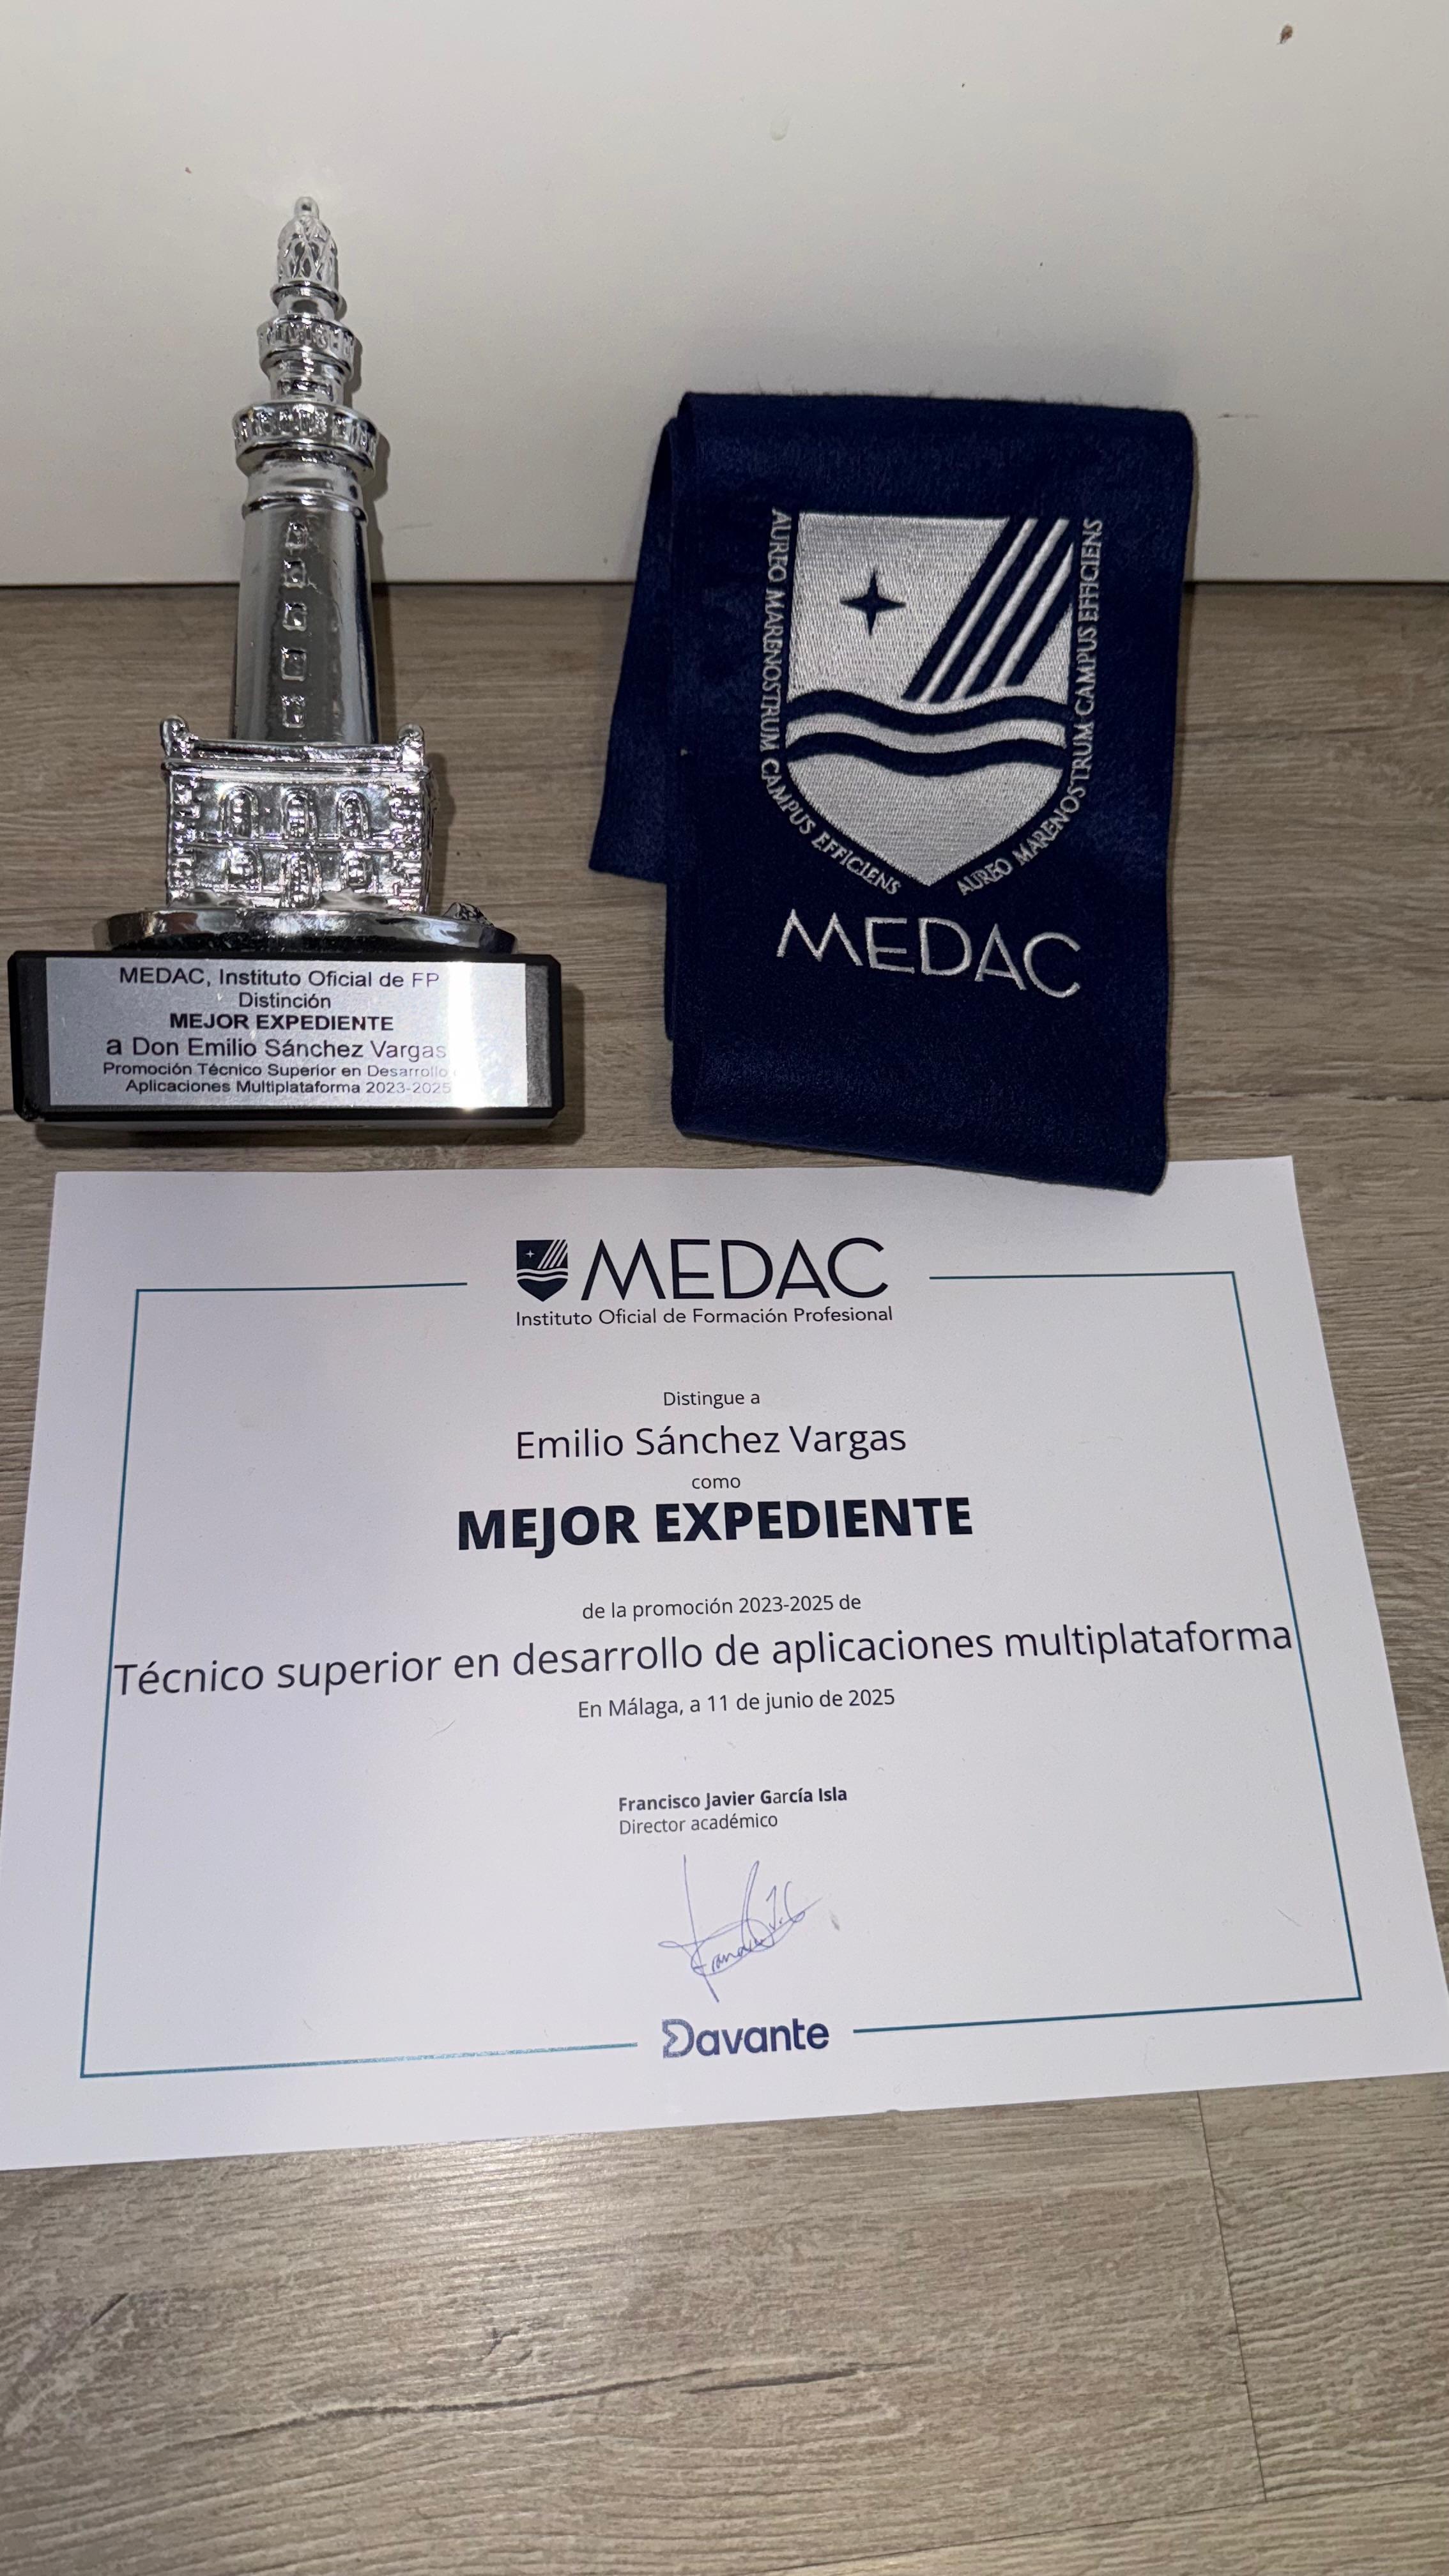 MEDAC, Instituto Oficial de FP
Distinción
MEJOR EXPEDIENTE
a Don Emilio Sánchez Vargas
Promoción Técnico Superior en Desarrollo
Aplicaciones Multiplataforma 2023-2025
AUREO MARENOSTRUM CAMPUS EFFICIENS
AUREO MARENOSTRUM CAMPUS EFFICIENS
MEDAC
MEDAC
Instituto Oficial de Formación Profesional
Distingue a
Emilio Sánchez Vargas
como
MEJOR EXPEDIENTE
de la promoción 2023-2025 de
Técnico superior en desarrollo de aplicaciones multiplataforma
En Málaga, a 11 de junio de 2025
Francisco Javier García Isla
Director académico
Davante